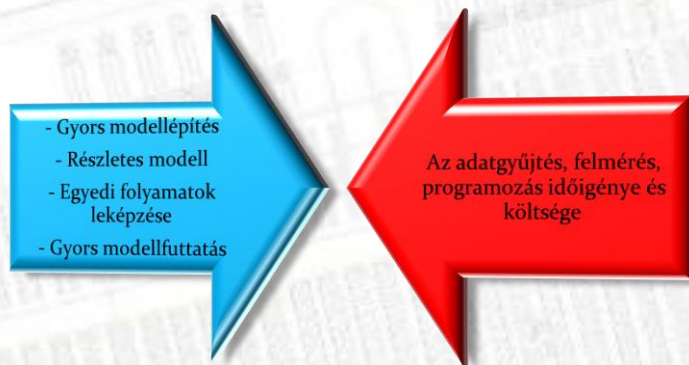 - Gyors modellépítés
- Részletes modell
- Egyedi folyamatok
leképzése
- Gyors modellfuttatás
Az adatgyűjtés, felmérés,
programozás időigénye és
költsége